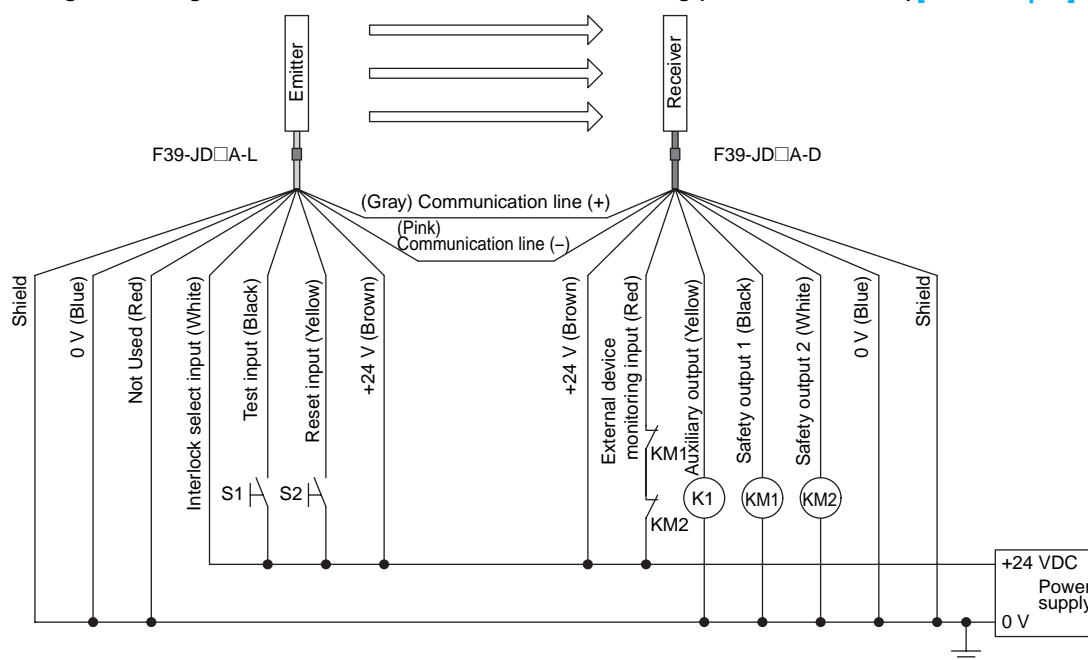 Emitter
Receiver
F39-JD□A-L
F39-JD□A-D
(Gray) Communication line (+)
(Pink)
Communication line (–)
Shield
0 V (Blue)
Not Used (Red)
Interlock select input (White)
Test input (Black)
Reset input (Yellow)
+24 V (Brown)
+24 V (Brown)
External device
monitoring input (Red)
Auxiliary output (Yellow)
Safety output 1 (Black)
Safety output 2 (White)
0 V (Blue)
Shield
KM1
S1
S2
K1
KM1
KM2
KM2
+24 VDC
Power
supply
0 V